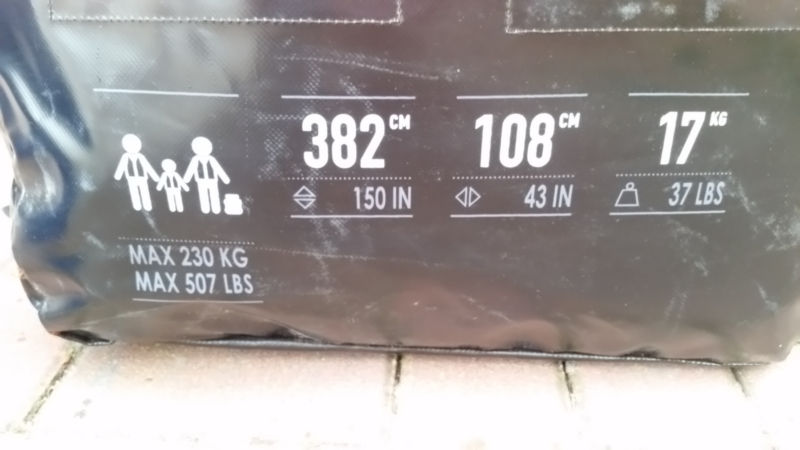 MAX 230 KG
MAX 507 LBS
382 CM
150 IN
108 CM
43 IN
17 KG
37 LBS